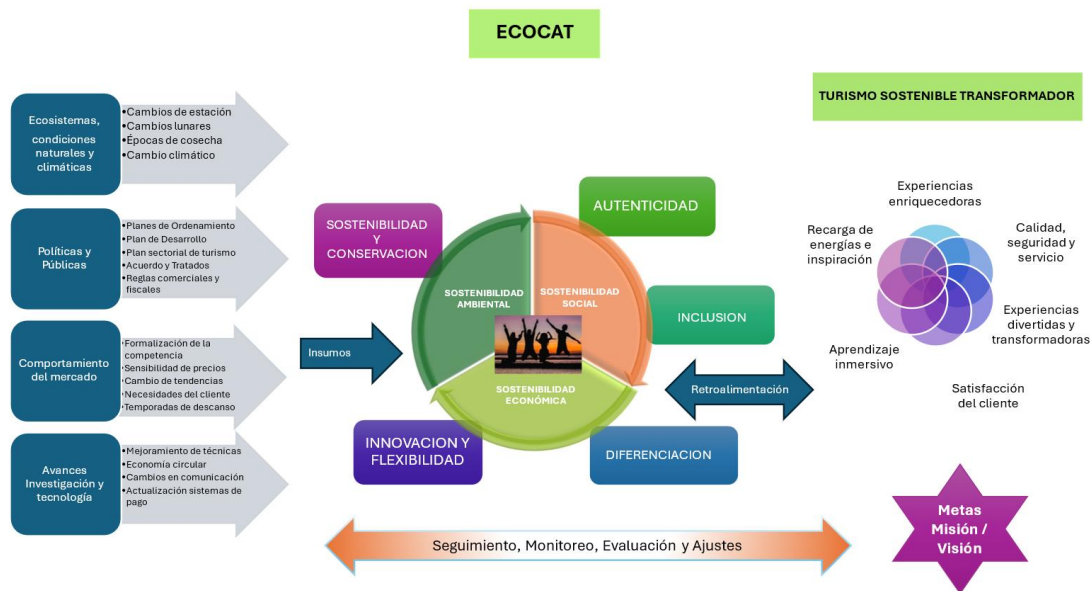 ECOCAT
TURISMO SOSTENIBLE TRANSFORMADOR
Ecosistemas,
condiciones
naturales y
climáticas
•Cambios de estación
•Cambios lunares
•Épocas de cosecha
•Cambio climático
Políticas y
Públicas
•Planes de Ordenamiento
•Plan de Desarrollo
•Plan sectorial de turismo
•Acuerdo y Tratados
•Reglas comerciales y
fiscales
Comportamiento
del mercado
•Formalización de la
competencia
•Sensibilidad de precios
•Cambio de tendencias
•Necesidades del cliente
•Temporadas de descanso
Avances
Investigación y
tecnología
•Mejoramiento de técnicas
•Economía circular
•Cambios en comunicación
•Actualización sistemas de
pago
Insumos
SOSTENIBILIDAD
Y
CONSERVACION
AUTENTICIDAD
INCLUSION
DIFERENCIACION
INNOVACION Y
FLEXIBILIDAD
SOSTENIBILIDAD
AMBIENTAL
SOSTENIBILIDAD
SOCIAL
SOSTENIBILIDAD
ECONÓMICA
Retroalimentación
Experiencias
enriquecedoras
Calidad,
seguridad y
servicio
Experiencias
divertidas y
transformadoras
Satisfacción
del cliente
Aprendizaje
inmersivo
Recarga de
energías e
inspiración
Seguimiento, Monitoreo, Evaluación y Ajustes
Metas
Misión /
Visión